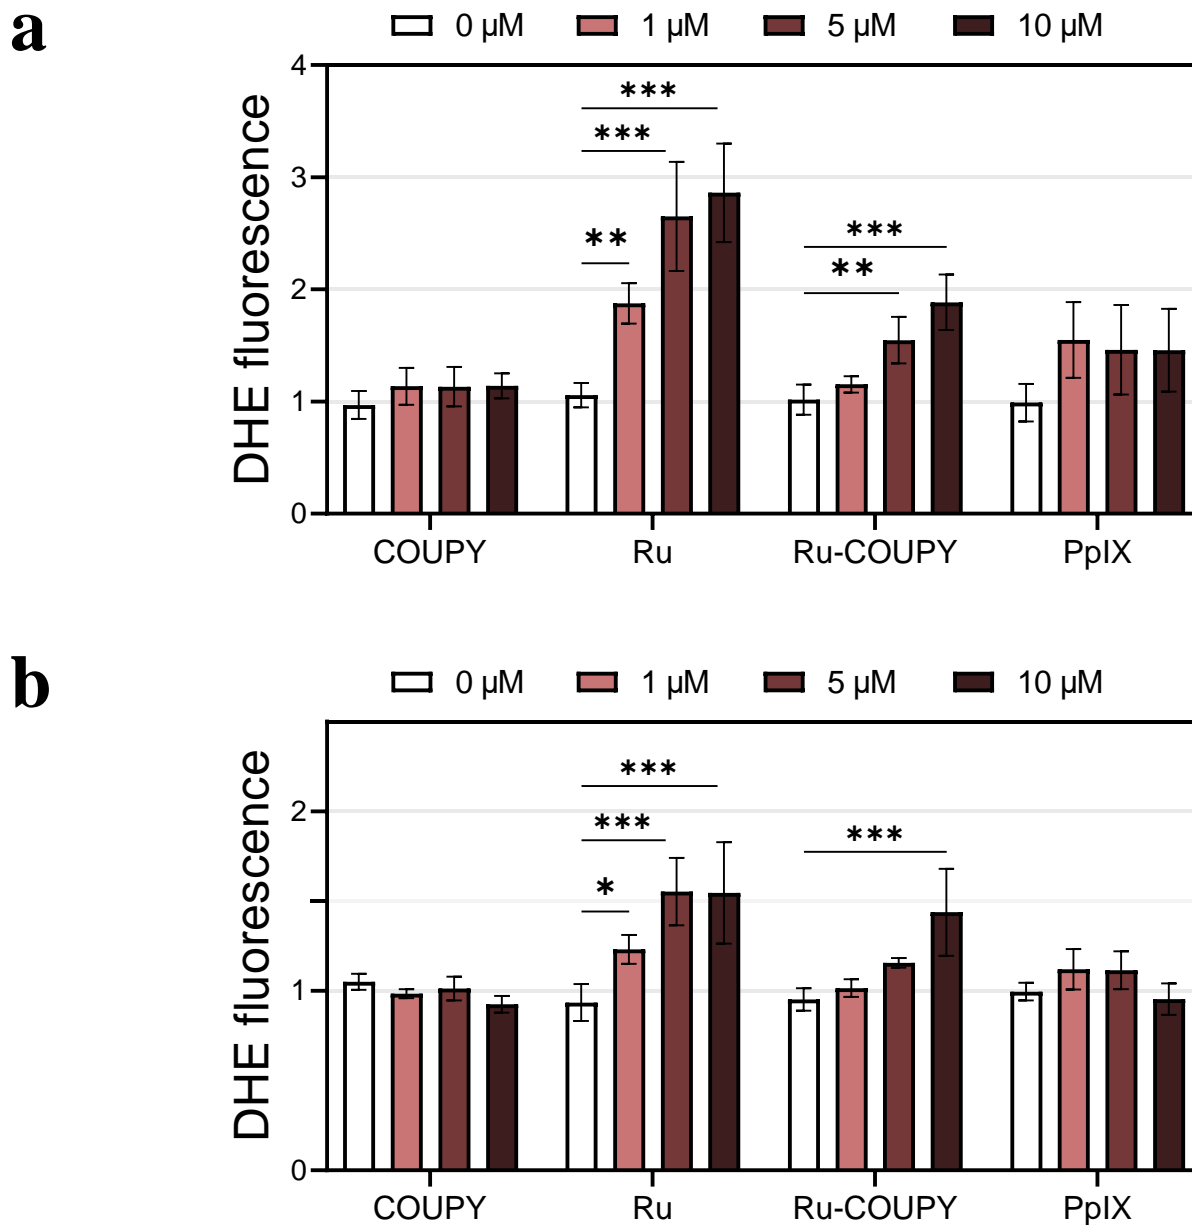 a
0 µM 1 µM 5 µM 10 µM
DHE fluorescence
4
3
2
1
0
***
***
**
***
**
COUPY Ru Ru-COUPY PpIX
b
0 µM 1 µM 5 µM 10 µM
DHE fluorescence
2
1
0
***
***
*
***
COUPY Ru Ru-COUPY PpIX